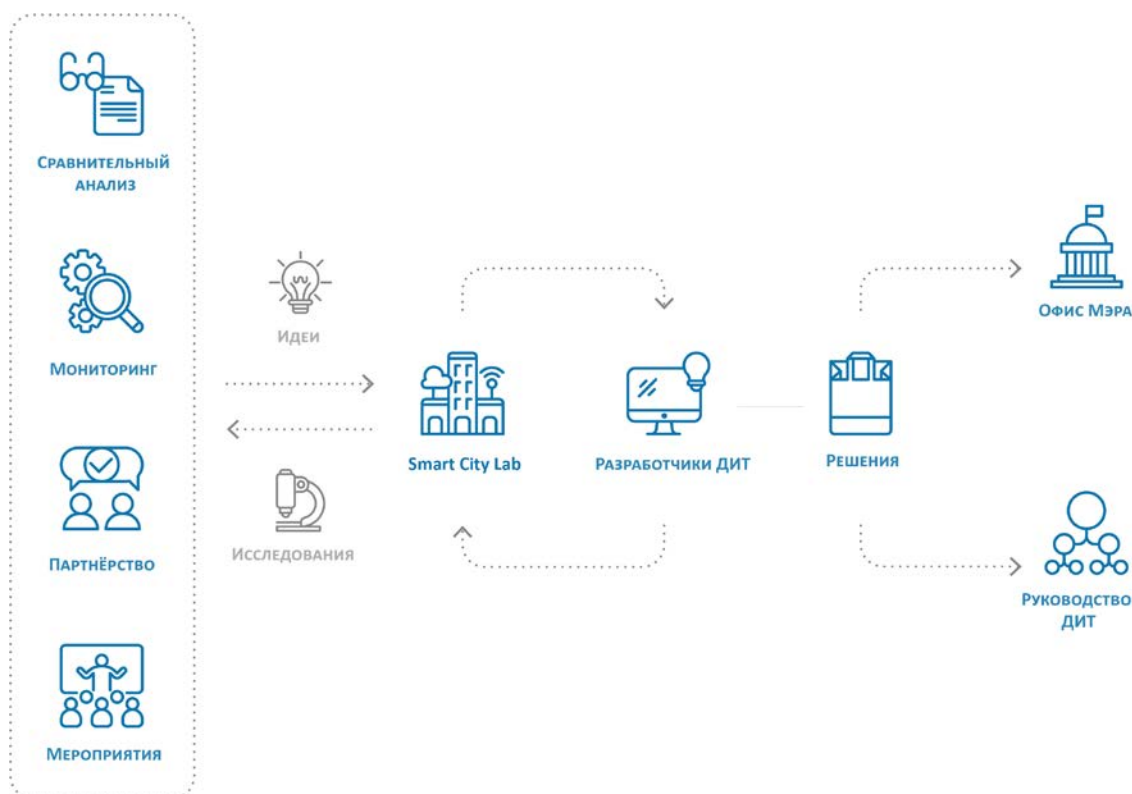 Сравнительный
анализ
Мониторинг
Партнёрство
Мероприятия
Идеи
Исследования
Smart City Lab
Разработчики ДИТ
Решения
Офис Мэра
Руководство
ДИТ